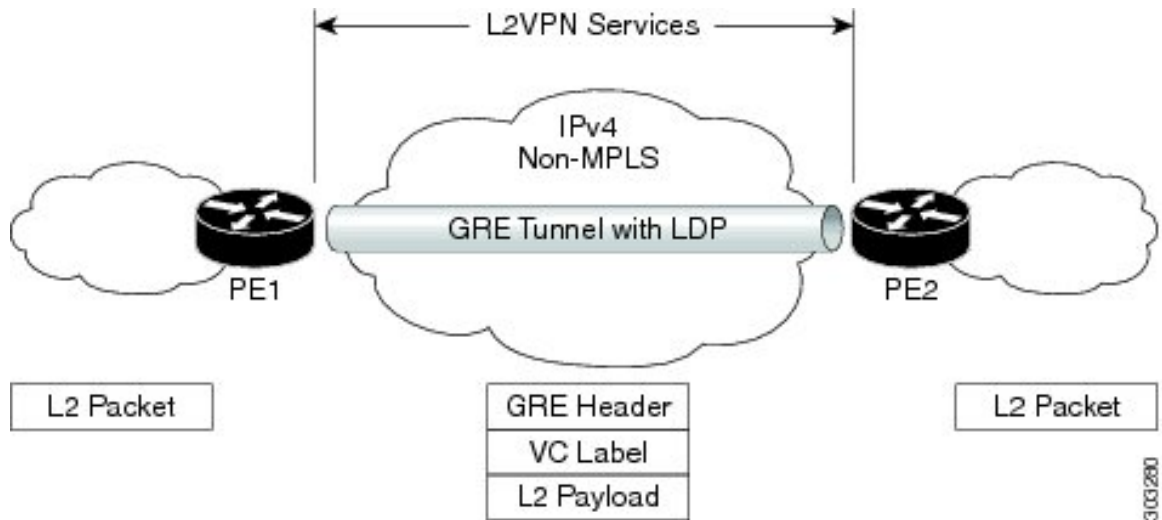 L2VPN Services
IPv4
Non-MPLS
GRE Tunnel with LDP
PE1
PE2
L2 Packet
GRE Header
VC Label
L2 Payload
L2 Packet
303280